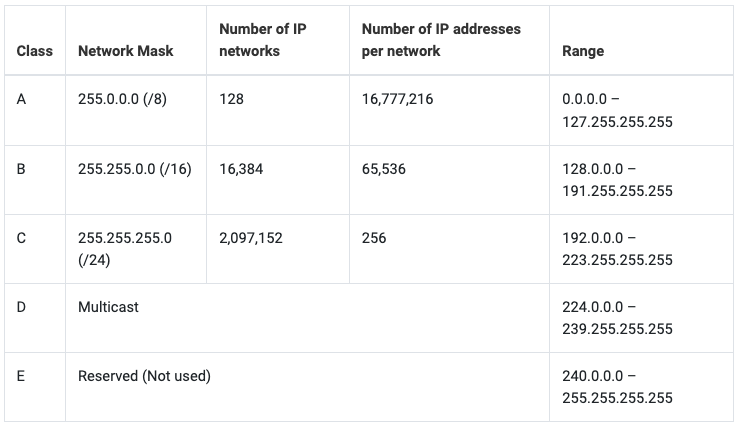 Class Network Mask Number of IP networks Number of IP addresses per network Range
A 255.0.0.0 (/8) 128 16,777,216 0.0.0.0 – 127.255.255.255
B 255.255.0.0 (/16) 16,384 65,536 128.0.0.0 – 191.255.255.255
C 255.255.255.0 (/24) 2,097,152 256 192.0.0.0 – 223.255.255.255
D Multicast 224.0.0.0 – 239.255.255.255
E Reserved (Not used) 240.0.0.0 – 255.255.255.255